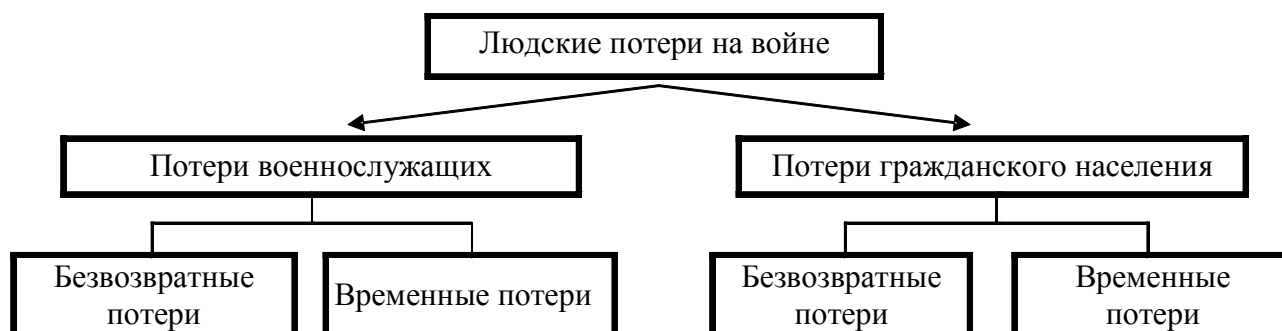 Людские потери на войне
Потери военнослужащих
Потери гражданского населения
Безвозвратные
потери
Временные потери
Безвозвратные
потери
Временные
потери